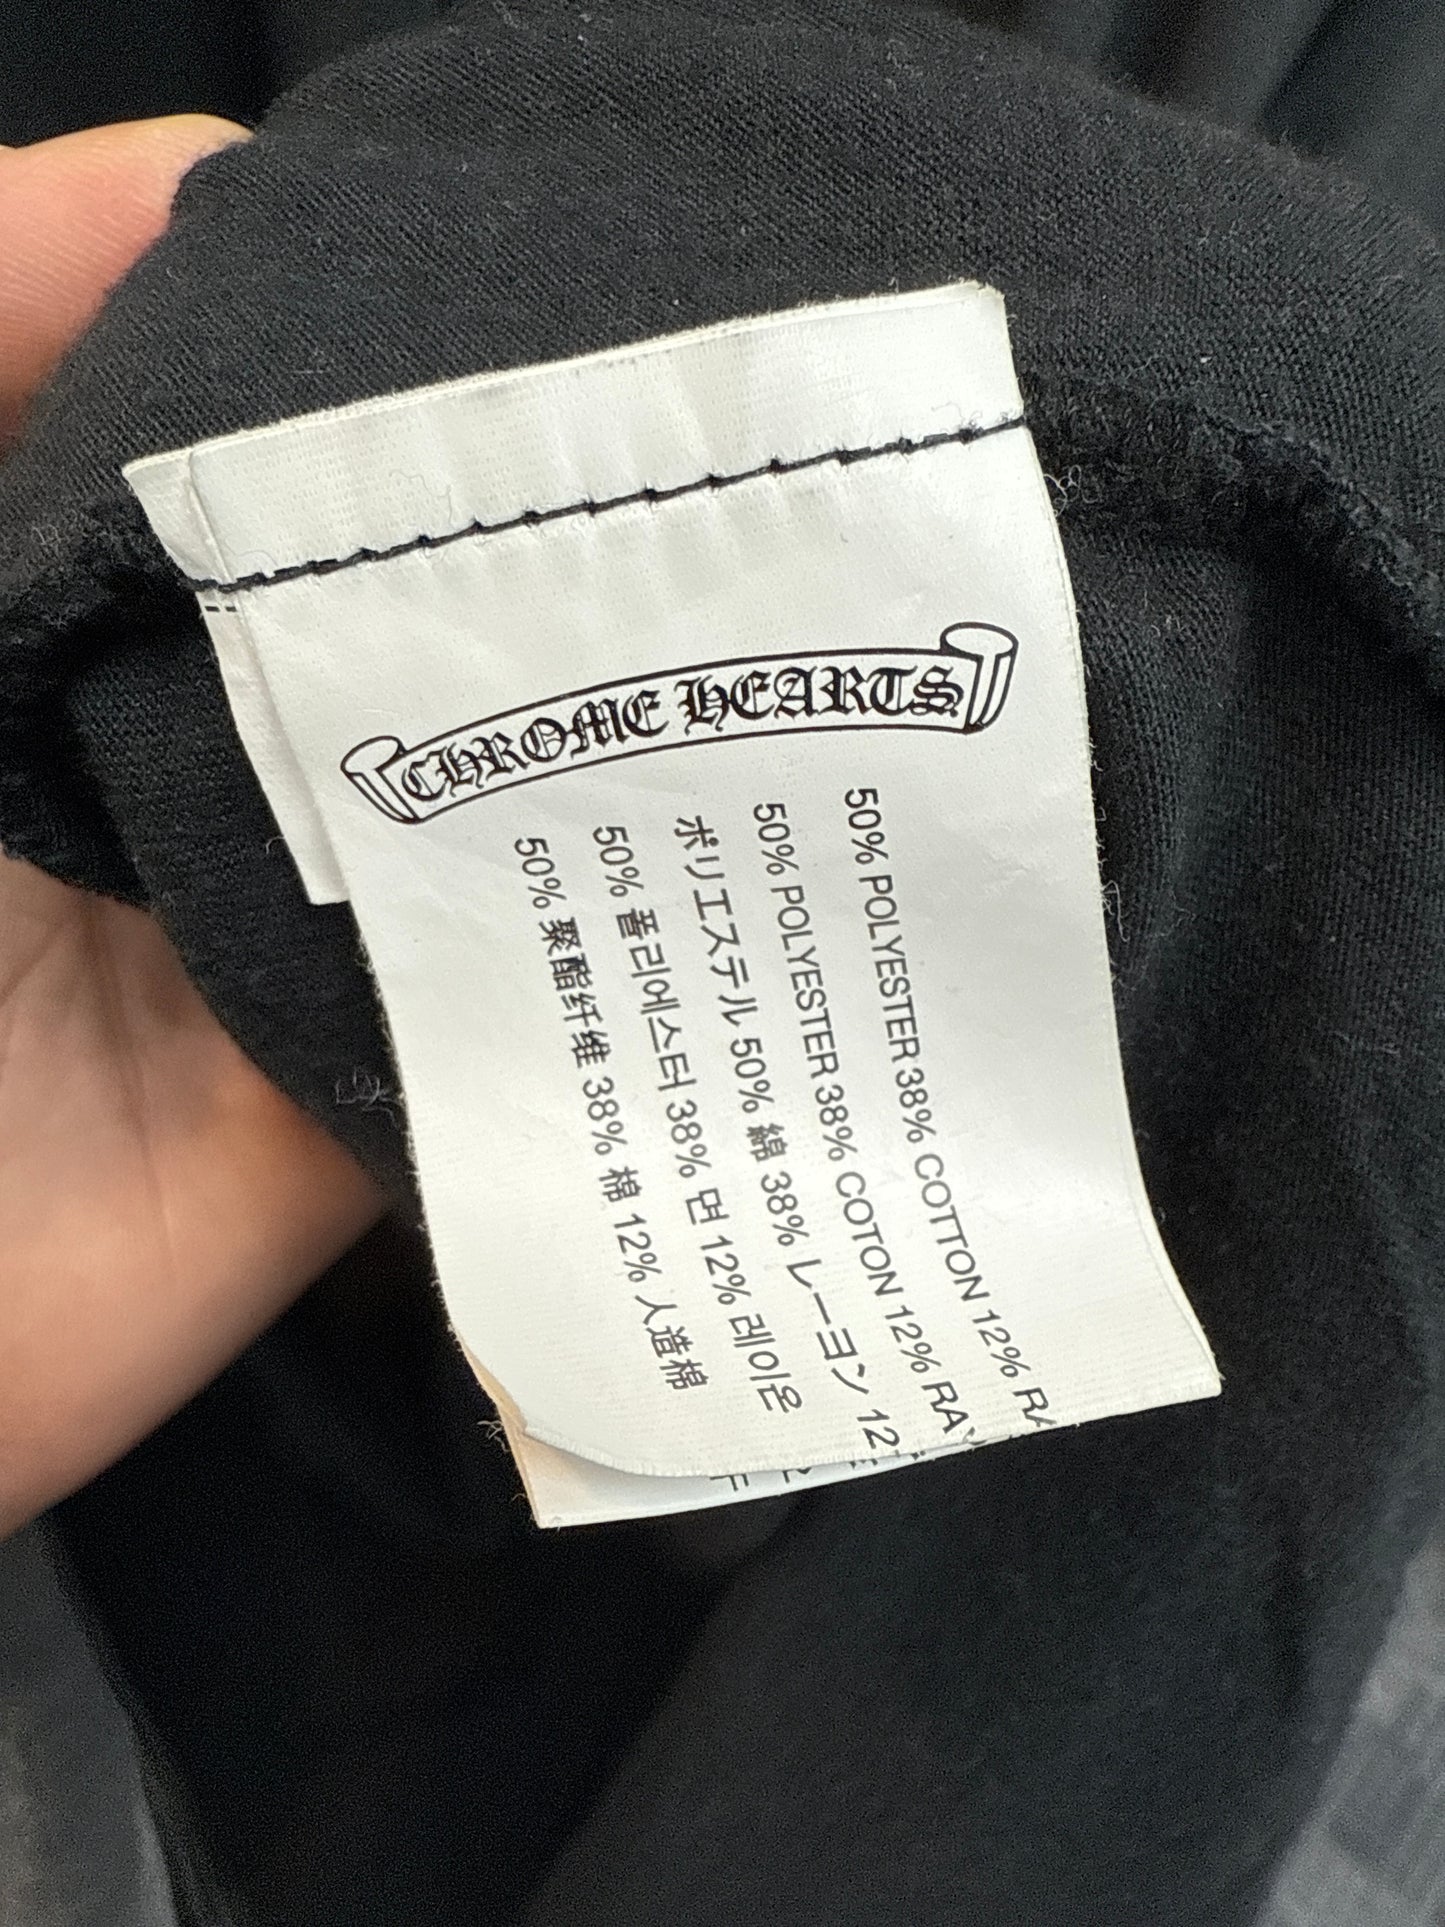 CHROME HEARTS
50% POLYESTER 38% COTTON 12%
50% POLYESTER 38% COTON 12%
ポリエステル 50% 綿 38% レーヨン 12
50% 폴리에스터 38% 면 12% 레이온
50% 聚酯纤维 38% 棉 12% 人造棉